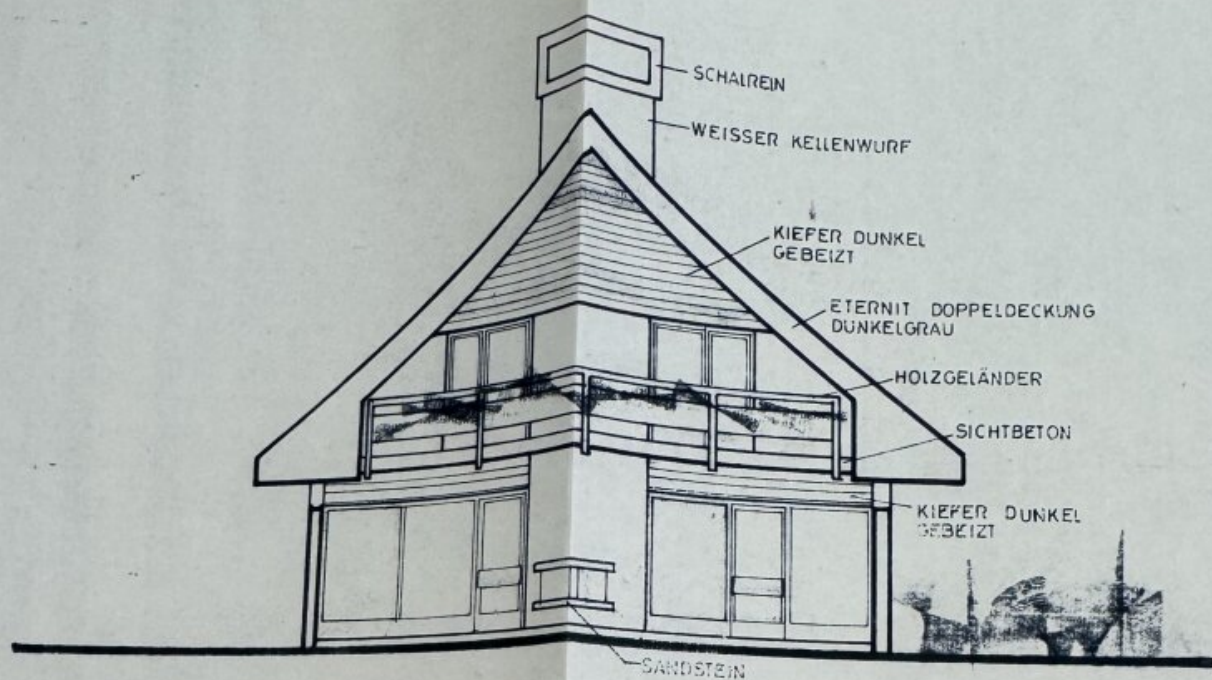 SCHALREIN
WEISSER KELLENWURF
KIEFER DUNKEL
GEBEIZT
ETERNIT DOPPELDECKUNG
DUNKELGRAU
HOLZGELÄNDER
SICHTBETON
KIEFER DUNKEL
GEBEIZT
SANDSTEIN